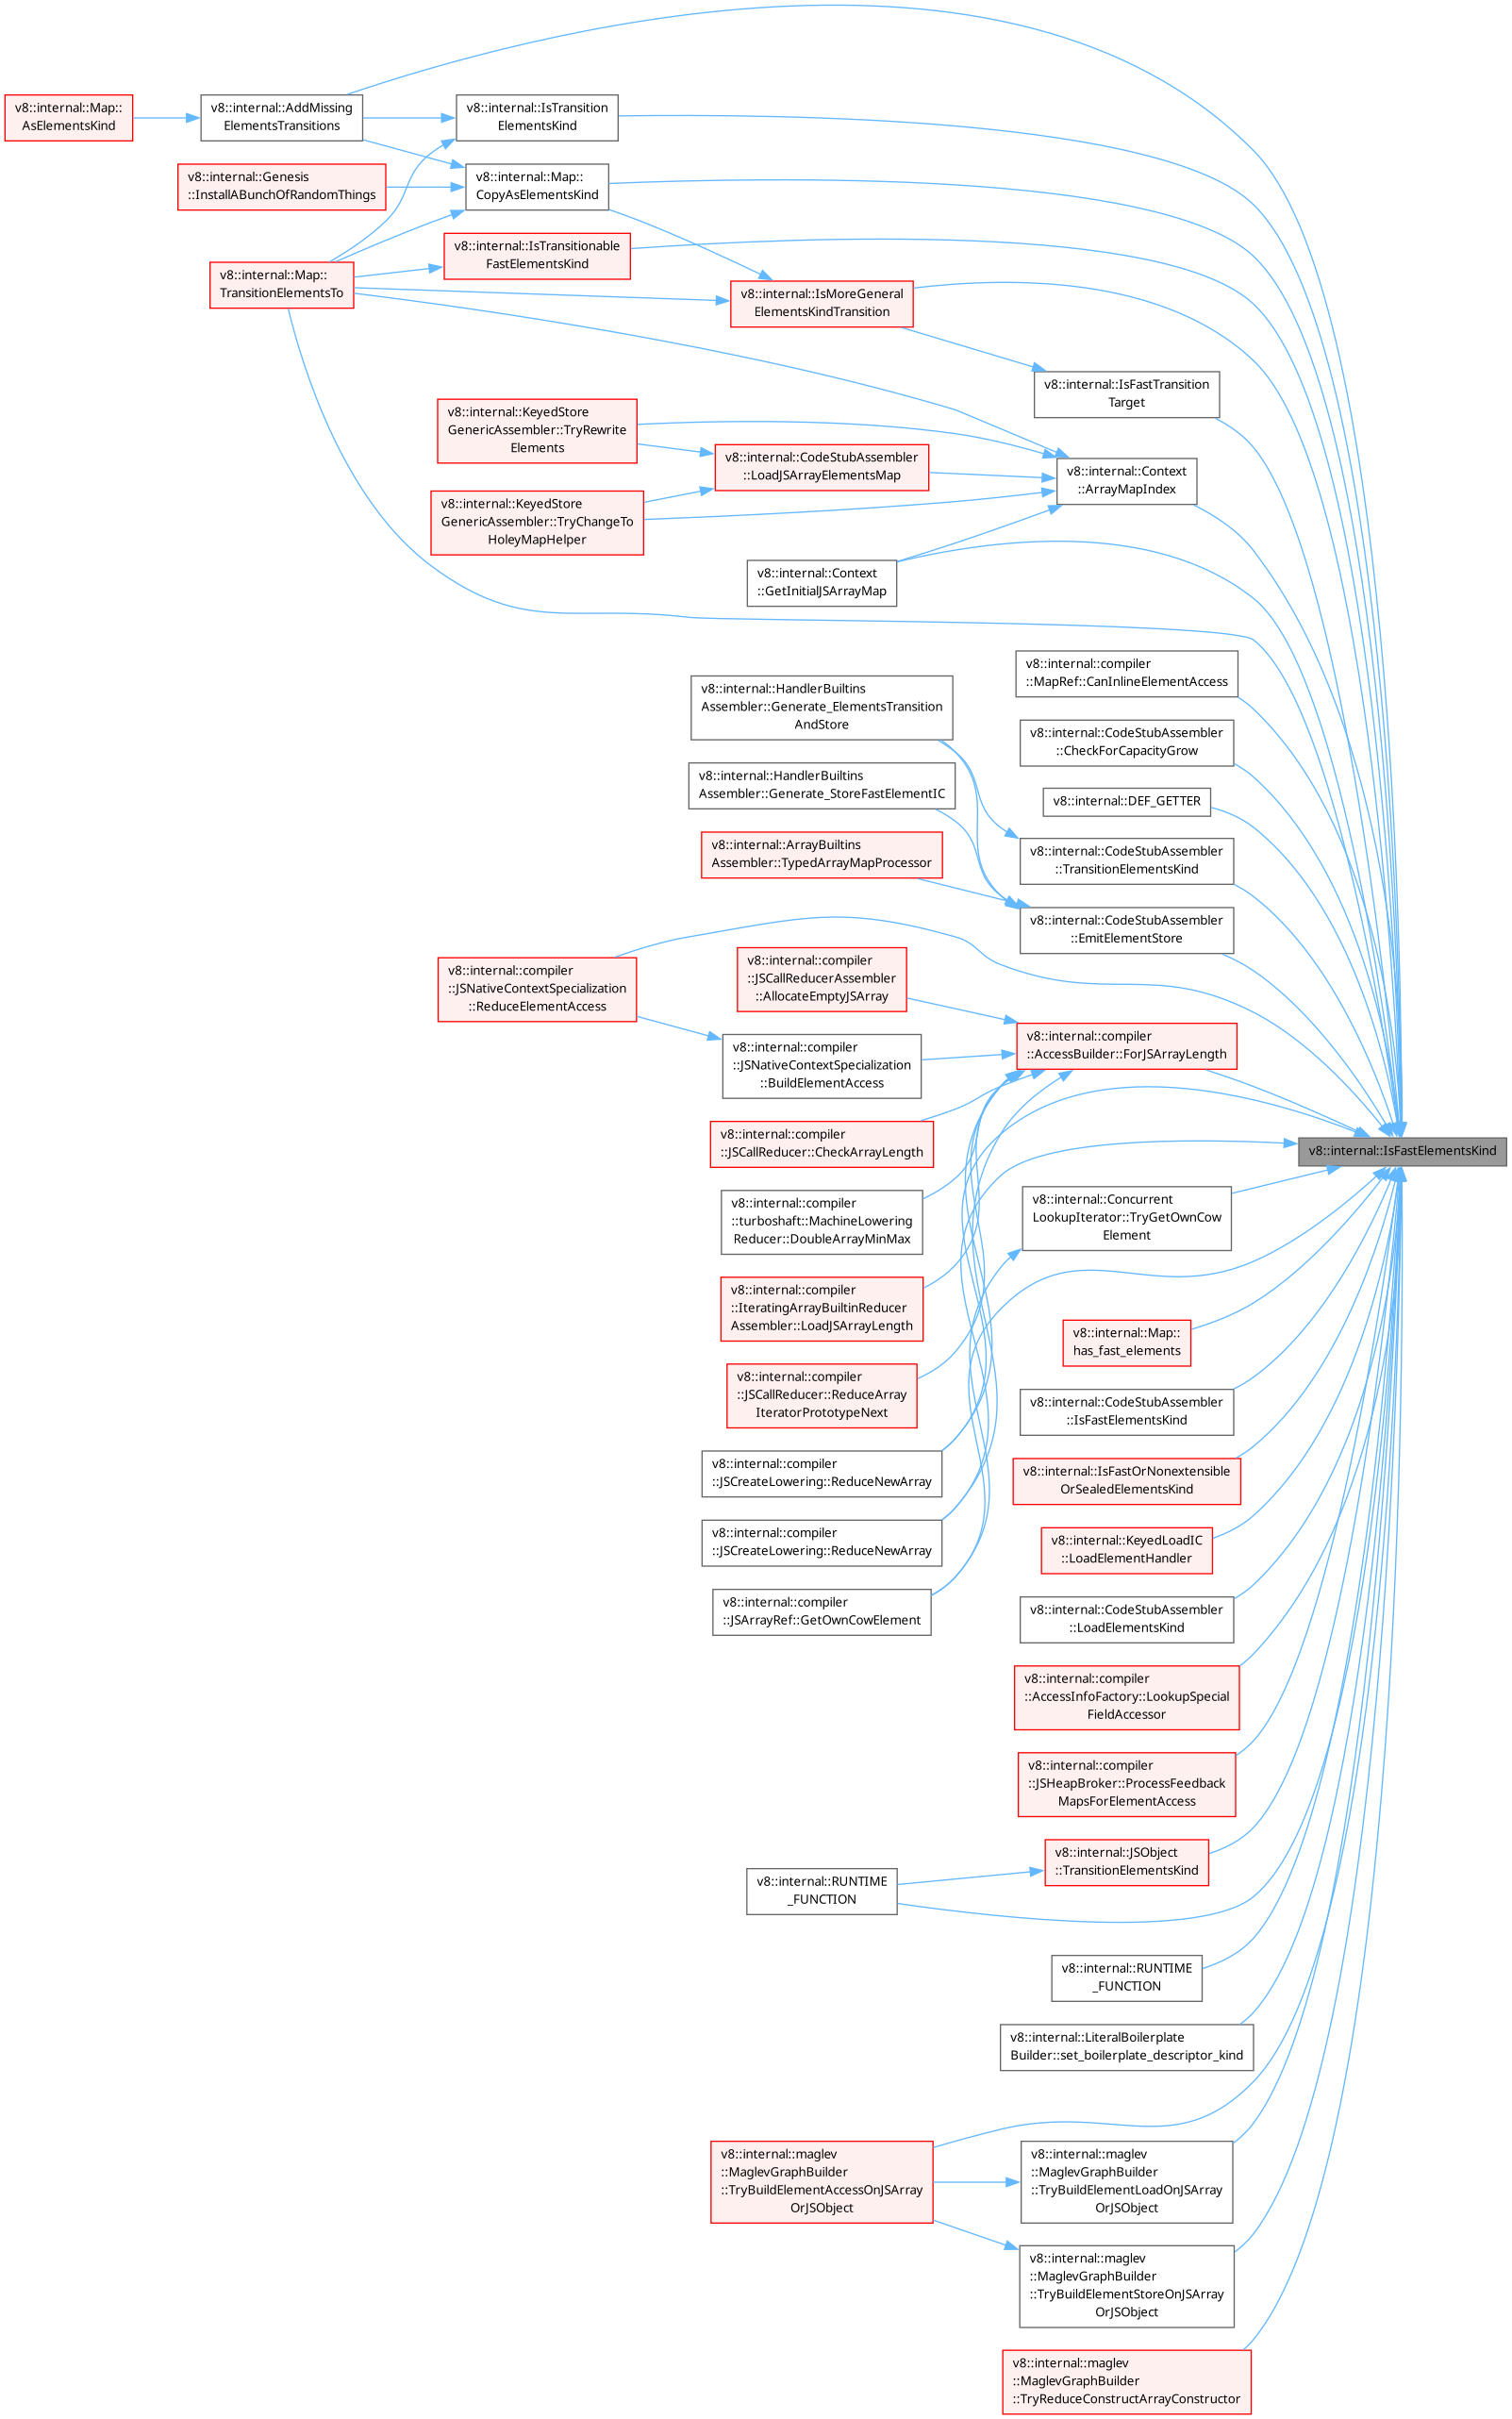 v8::internal::Map::
AsElementsKind
v8::internal::AddMissing
ElementsTransitions
v8::internal::IsTransition
ElementsKind
v8::internal::Genesis
::InstallABunchOfRandomThings
v8::internal::Map::
CopyAsElementsKind
v8::internal::Map::
TransitionElementsTo
v8::internal::IsTransitionable
FastElementsKind
v8::internal::IsMoreGeneral
ElementsKindTransition
v8::internal::IsFastTransition
Target
v8::internal::KeyedStore
GenericAssembler::TryRewrite
Elements
v8::internal::CodeStubAssembler
::LoadJSArrayElementsMap
v8::internal::Context
::ArrayMapIndex
v8::internal::KeyedStore
GenericAssembler::TryChangeTo
HoleyMapHelper
v8::internal::Context
::GetInitialJSArrayMap
v8::internal::compiler
::MapRef::CanInlineElementAccess
v8::internal::HandlerBuiltins
Assembler::Generate_ElementsTransition
AndStore
v8::internal::CodeStubAssembler
::CheckForCapacityGrow
v8::internal::HandlerBuiltins
Assembler::Generate_StoreFastElementIC
v8::internal::DEF_GETTER
v8::internal::ArrayBuiltins
Assembler::TypedArrayMapProcessor
v8::internal::CodeStubAssembler
::TransitionElementsKind
v8::internal::CodeStubAssembler
::EmitElementStore
v8::internal::compiler
::JSNativeContextSpecialization
::ReduceElementAccess
v8::internal::compiler
::JSCallReducerAssembler
::AllocateEmptyJSArray
v8::internal::compiler
::AccessBuilder::ForJSArrayLength
v8::internal::compiler
::JSNativeContextSpecialization
::BuildElementAccess
v8::internal::compiler
::JSCallReducer::CheckArrayLength
v8::internal::IsFastElementsKind
v8::internal::compiler
::turboshaft::MachineLowering
Reducer::DoubleArrayMinMax
v8::internal::Concurrent
LookupIterator::TryGetOwnCow
Element
v8::internal::compiler
::IteratingArrayBuiltinReducer
Assembler::LoadJSArrayLength
v8::internal::Map::
has_fast_elements
v8::internal::compiler
::JSCallReducer::ReduceArray
IteratorPrototypeNext
v8::internal::CodeStubAssembler
::IsFastElementsKind
v8::internal::compiler
::JSCreateLowering::ReduceNewArray
v8::internal::IsFastOrNonextensible
OrSealedElementsKind
v8::internal::compiler
::JSCreateLowering::ReduceNewArray
v8::internal::KeyedLoadIC
::LoadElementHandler
v8::internal::compiler
::JSArrayRef::GetOwnCowElement
v8::internal::CodeStubAssembler
::LoadElementsKind
v8::internal::compiler
::AccessInfoFactory::LookupSpecial
FieldAccessor
v8::internal::compiler
::JSHeapBroker::ProcessFeedback
MapsForElementAccess
v8::internal::JSObject
::TransitionElementsKind
v8::internal::RUNTIME
_FUNCTION
v8::internal::RUNTIME
_FUNCTION
v8::internal::LiteralBoilerplate
Builder::set_boilerplate_descriptor_kind
v8::internal::maglev
::MaglevGraphBuilder
::TryBuildElementAccessOnJSArray
OrJSObject
v8::internal::maglev
::MaglevGraphBuilder
::TryBuildElementLoadOnJSArray
OrJSObject
v8::internal::maglev
::MaglevGraphBuilder
::TryBuildElementStoreOnJSArray
OrJSObject
v8::internal::maglev
::MaglevGraphBuilder
::TryReduceConstructArrayConstructor